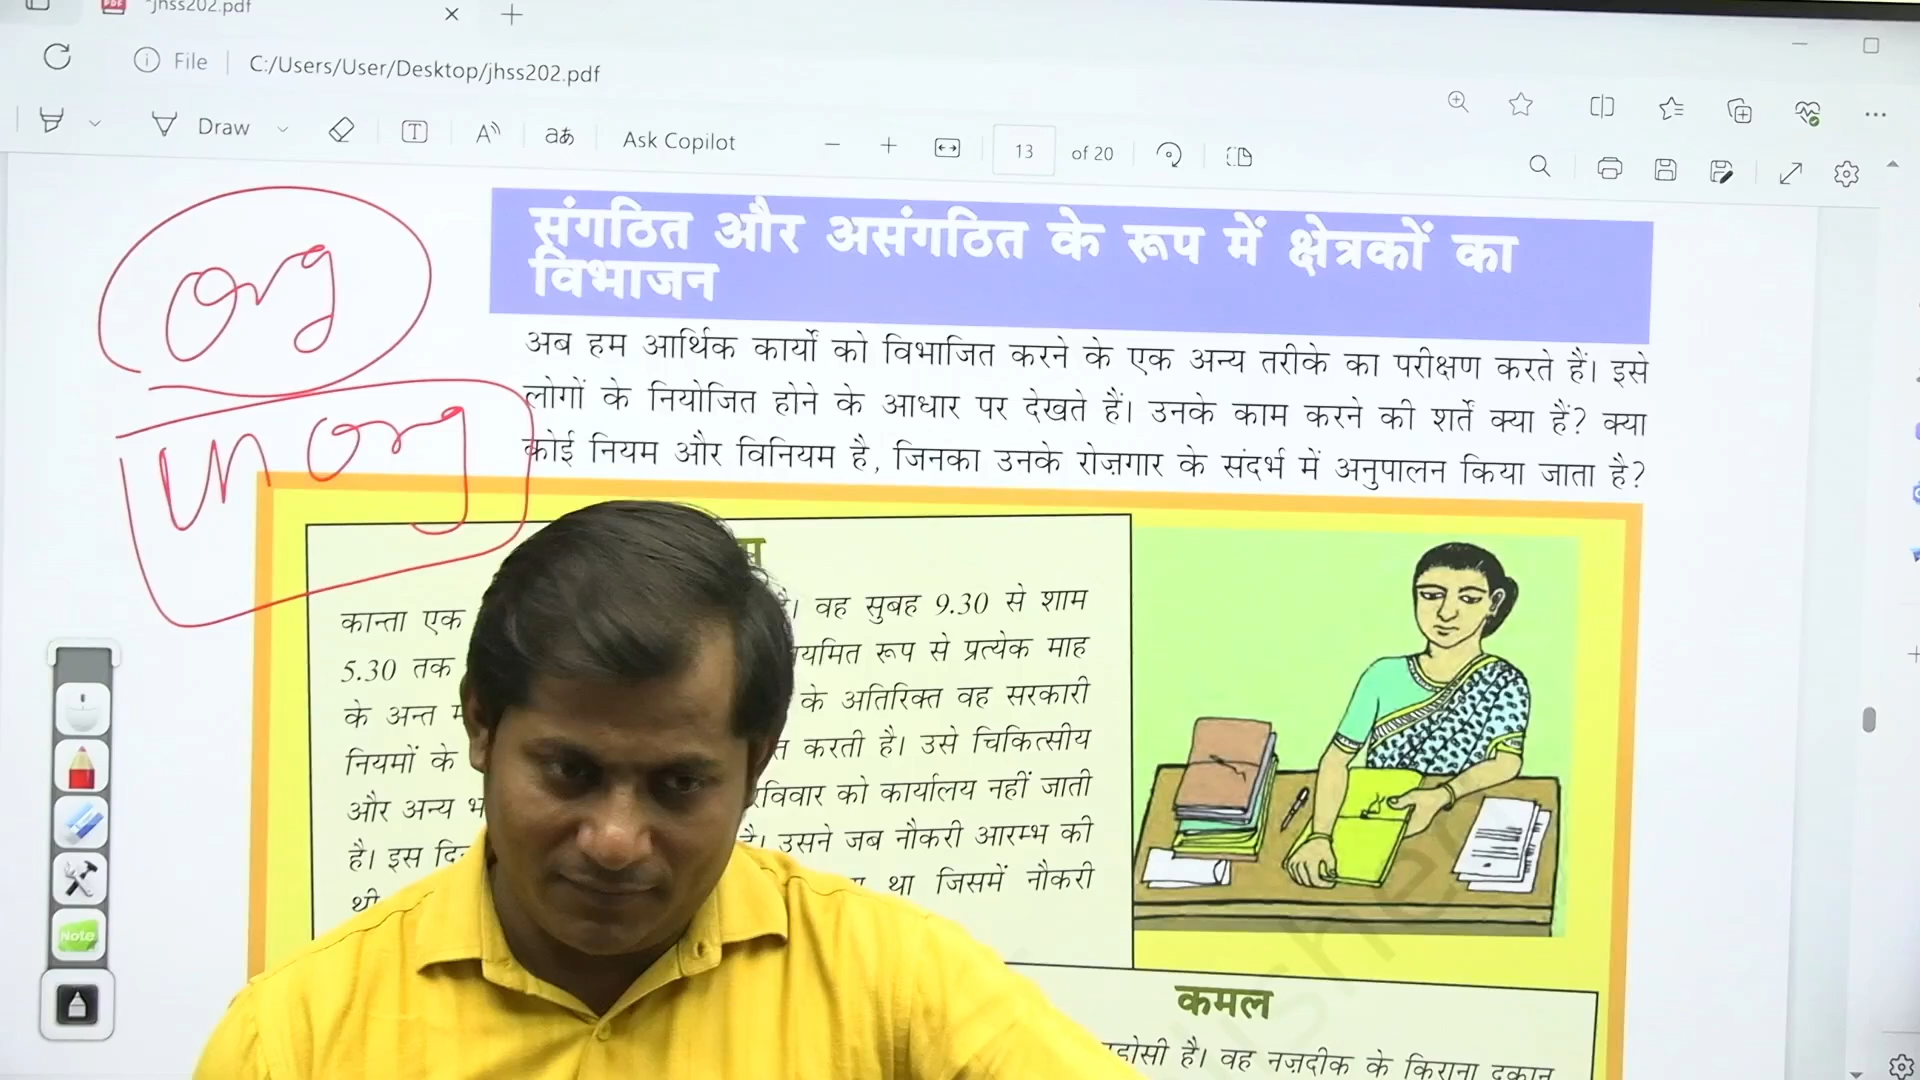 jhss202.pdf
File
C:/Users/User/Desktop/jhss202.pdf
Draw
Ask Copilot
13 of 20
org
un org
संगठित और असंगठित के रूप में क्षेत्रकों का
विभाजन
अब हम आर्थिक कार्यों को विभाजित करने के एक अन्य तरीके का परीक्षण करते हैं। इसे
लोगों के नियोजित होने के आधार पर देखते हैं। उनके काम करने की शर्तें क्या हैं? क्या
कोई नियम और विनियम है, जिनका उनके रोज़गार के संदर्भ में अनुपालन किया जाता है?
कान्ता एक । वह सुबह 9.30 से शाम
5.30 तक रूप से प्रत्येक माह
के अन्त के अतिरिक्त वह सरकारी
नियमों के करती है। उसे चिकित्सीय
और अन्य रविवार को कार्यालय नहीं जाती
है। इस है। उसने जब नौकरी आरम्भ की
थी था जिसमें नौकरी
कमल
है। वह नज़दीक के किराना दुकान
Note